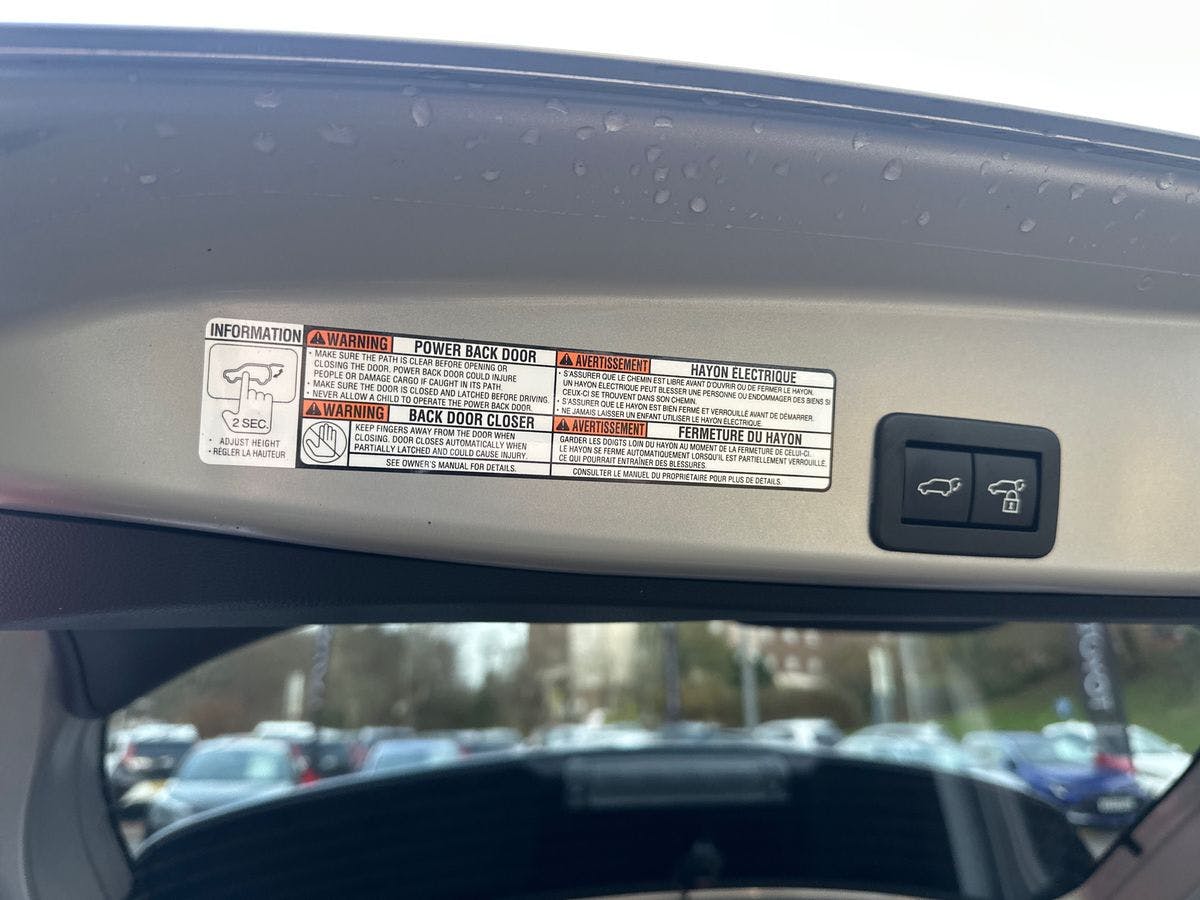 INFORMATION
2 SEC.
• ADJUST HEIGHT
• RÉGLER LA HAUTEUR
WARNING
POWER BACK DOOR
• MAKE SURE THE PATH IS CLEAR BEFORE OPENING OR
CLOSING THE DOOR. POWER BACK DOOR COULD INJURE
PEOPLE OR DAMAGE CARGO IF CAUGHT IN ITS PATH.
• MAKE SURE THE DOOR IS CLOSED AND LATCHED BEFORE DRIVING.
• NEVER ALLOW A CHILD TO OPERATE THE POWER BACK DOOR.
WARNING
BACK DOOR CLOSER
KEEP FINGERS AWAY FROM THE DOOR WHEN
CLOSING. DOOR CLOSES AUTOMATICALLY WHEN
PARTIALLY LATCHED AND COULD CAUSE INJURY.
SEE OWNER'S MANUAL FOR DETAILS.
AVERTISSEMENT
HAYON ÉLECTRIQUE
• S'ASSURER QUE LE CHEMIN EST LIBRE AVANT D'OUVRIR OU DE FERMER LE HAYON.
UN HAYON ÉLECTRIQUE PEUT BLESSER UNE PERSONNE OU ENDOMMAGER DES BIENS SI
CEUX-CI SE TROUVENT DANS SON CHEMIN.
• S'ASSURER QUE LE HAYON EST BIEN FERMÉ ET VERROUILLÉ AVANT DE DÉMARRER.
• NE JAMAIS LAISSER UN ENFANT UTILISER LE HAYON ÉLECTRIQUE.
AVERTISSEMENT
FERMETURE DU HAYON
GARDER LES DOIGTS LOIN DU HAYON AU MOMENT DE LA FERMETURE DE CELUI-CI.
LE HAYON SE FERME AUTOMATIQUEMENT LORSQU'IL EST PARTIELLEMENT VERROUILLÉ,
CE QUI POURRAIT ENTRAÎNER DES BLESSURES.
CONSULTER LE MANUEL DU PROPRIÉTAIRE POUR PLUS DE DÉTAILS.